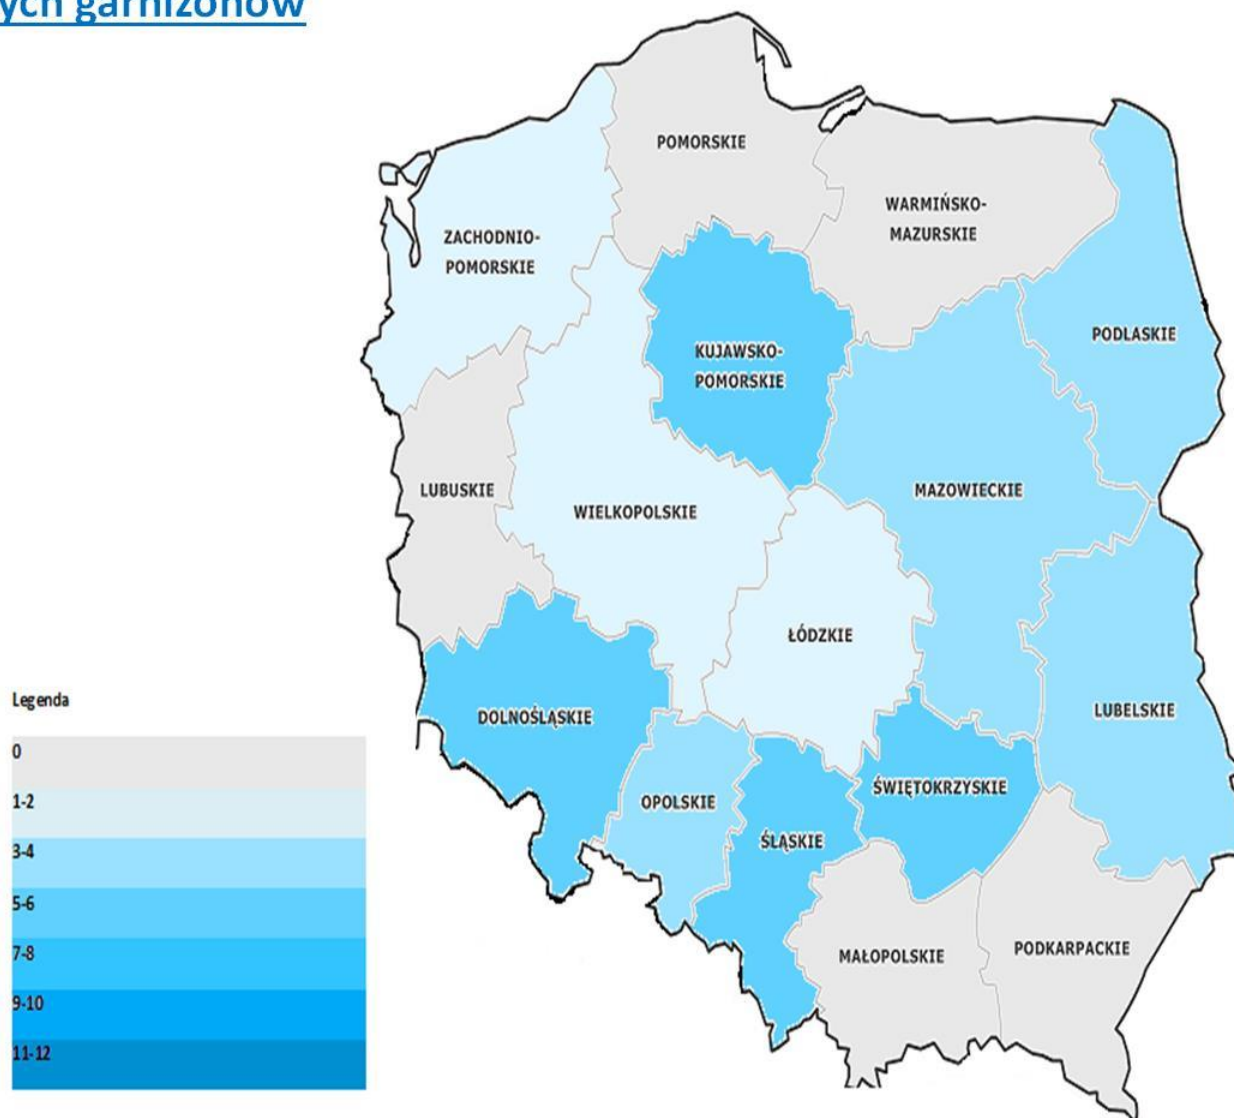 ych garnizonów
POMORSKIE
WARMIŃSKO-
MAZURSKIE
ZACHODNIO-
POMORSKIE
PODLASKIE
KUJAWSKO-
POMORSKIE
LUBUSKIE
MAZOWIECKIE
WIELKOPOLSKIE
ŁÓDZKIE
Legenda
LUBELSKIE
DOLNOŚLĄSKIE
0
ŚWIĘTOKRZYSKIE
1-2
OPOLSKIE
ŚLĄSKIE
3-4
5-6
7-8
PODKARPACKIE
MAŁOPOLSKIE
9-10
11-12